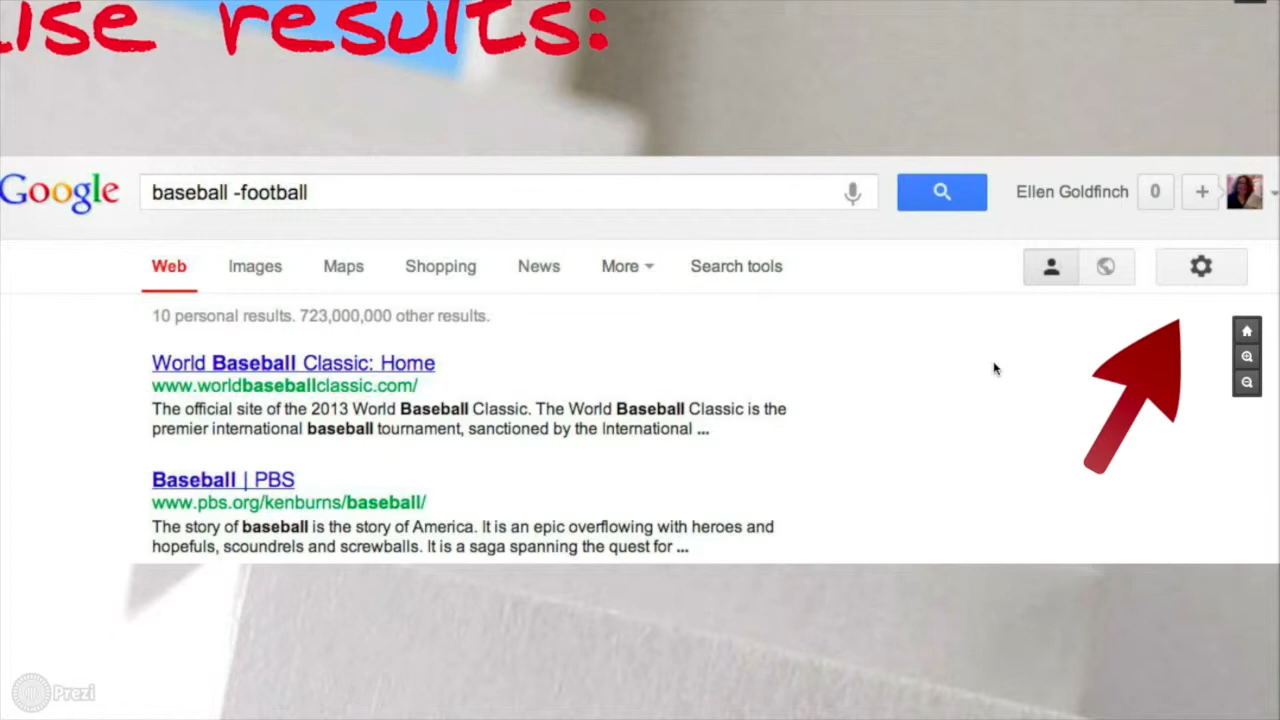 results:
Google
baseball -football
Ellen Goldfinch
0
+
Web Images Maps Shopping News More Search tools
10 personal results. 723,000,000 other results.
World Baseball Classic: Home
www.worldbaseballclassic.com/
The official site of the 2013 World Baseball Classic. The World Baseball Classic is the
premier international baseball tournament, sanctioned by the International ...
Baseball | PBS
www.pbs.org/kenburns/baseball/
The story of baseball is the story of America. It is an epic overflowing with heroes and
hopefuls, scoundrels and screwballs. It is a saga spanning the quest for ...
Prezi